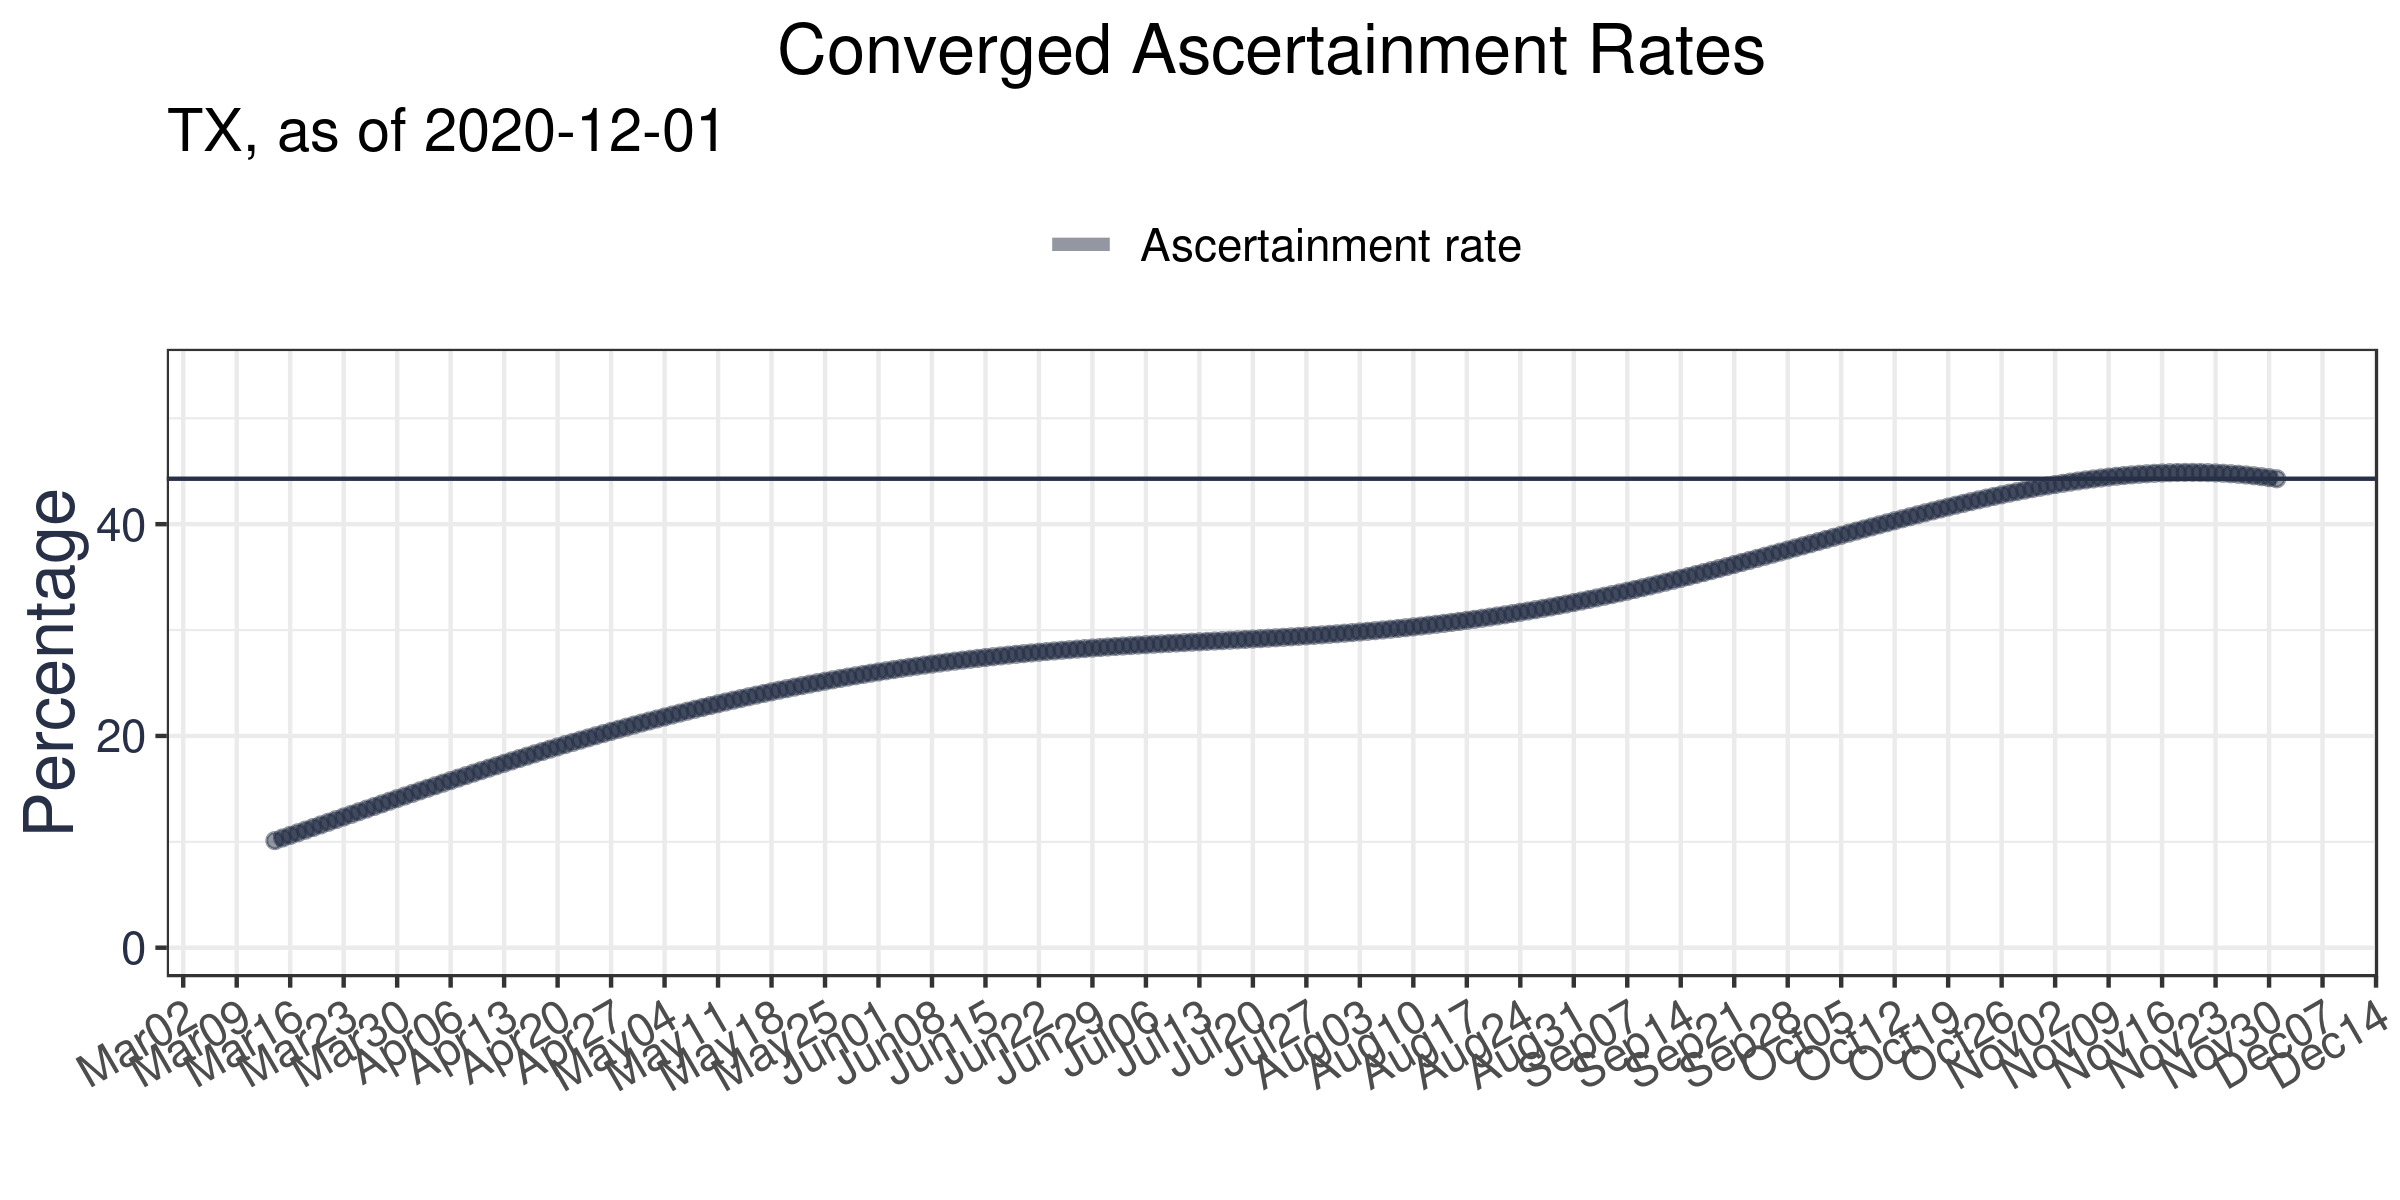 Converged Ascertainment Rates
TX, as of 2020-12-01
Ascertainment rate
Percentage
40
20
0
Mar02
Mar09
Mar16
Mar23
Mar30
Apr06
Apr13
Apr20
Apr27
May04
May11
May18
May25
Jun01
Jun08
Jun15
Jun22
Jun29
Jul06
Jul13
Jul20
Jul27
Aug03
Aug10
Aug17
Aug24
Aug31
Sep07
Sep14
Sep21
Sep28
Oct05
Oct12
Oct19
Oct26
Nov02
Nov09
Nov16
Nov23
Nov30
Dec07
Dec14